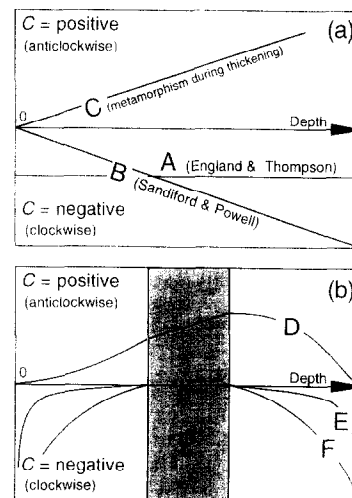 C = positive
(anticlockwise)
(a)
C (metamorphism during thickening)
0
Depth
A (England & Thompson)
B (Sandiford & Powell)
C = negative
(clockwise)
C = positive
(anticlockwise)
(b)
D
0
Depth
E
F
C = negative
(clockwise)